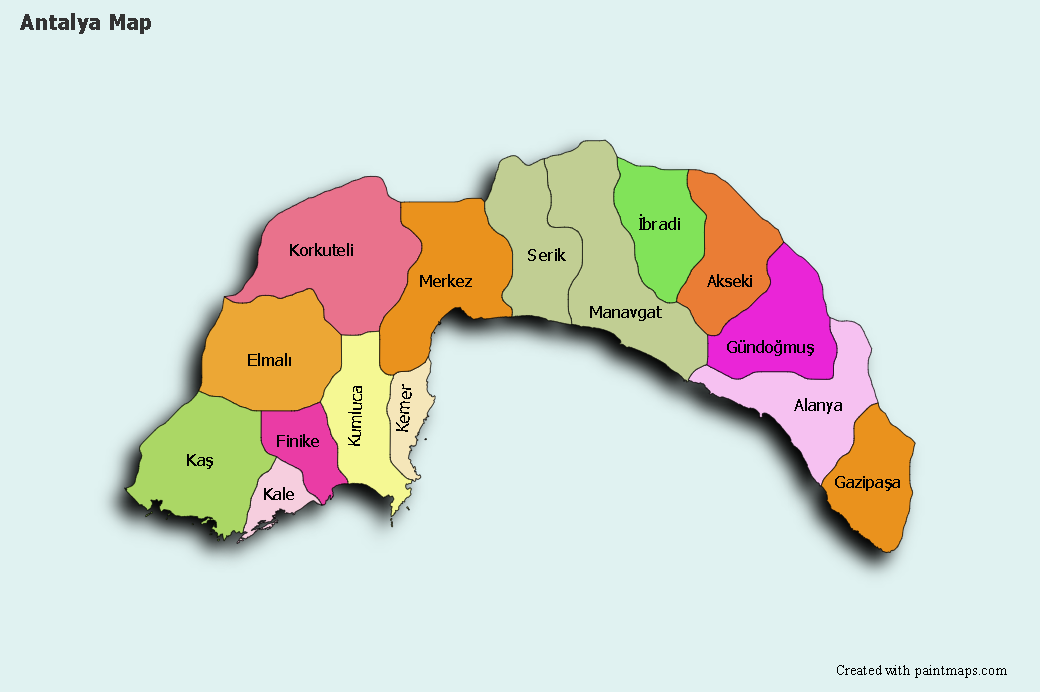 Antalya Map
Korkuteli
Merkez
Serik
Manavgat
İbradi
Akseki
Gündoğmuş
Alanya
Gazipaşa
Elmalı
Kumluca
Kemer
Finike
Kaş
Kale
Created with paintmaps.com